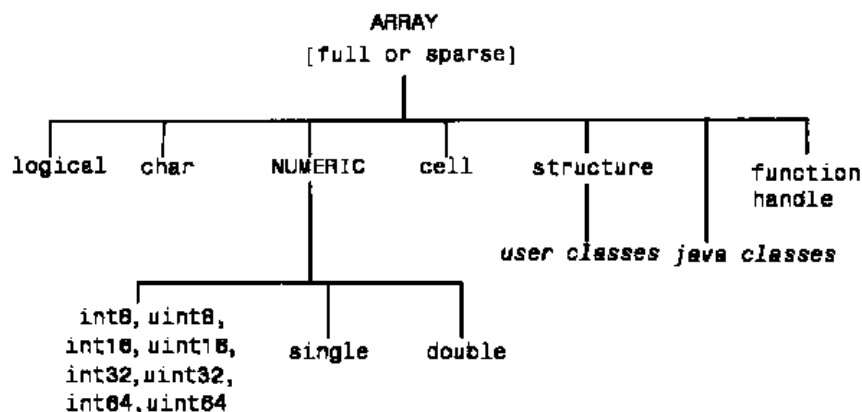 ARRAY
[full or sparse]
logical char NUMERIC cell structure function
handle
user classes java classes
int8, uint8,
int16, uint16,
int32, uint32,
int64, uint64
single double